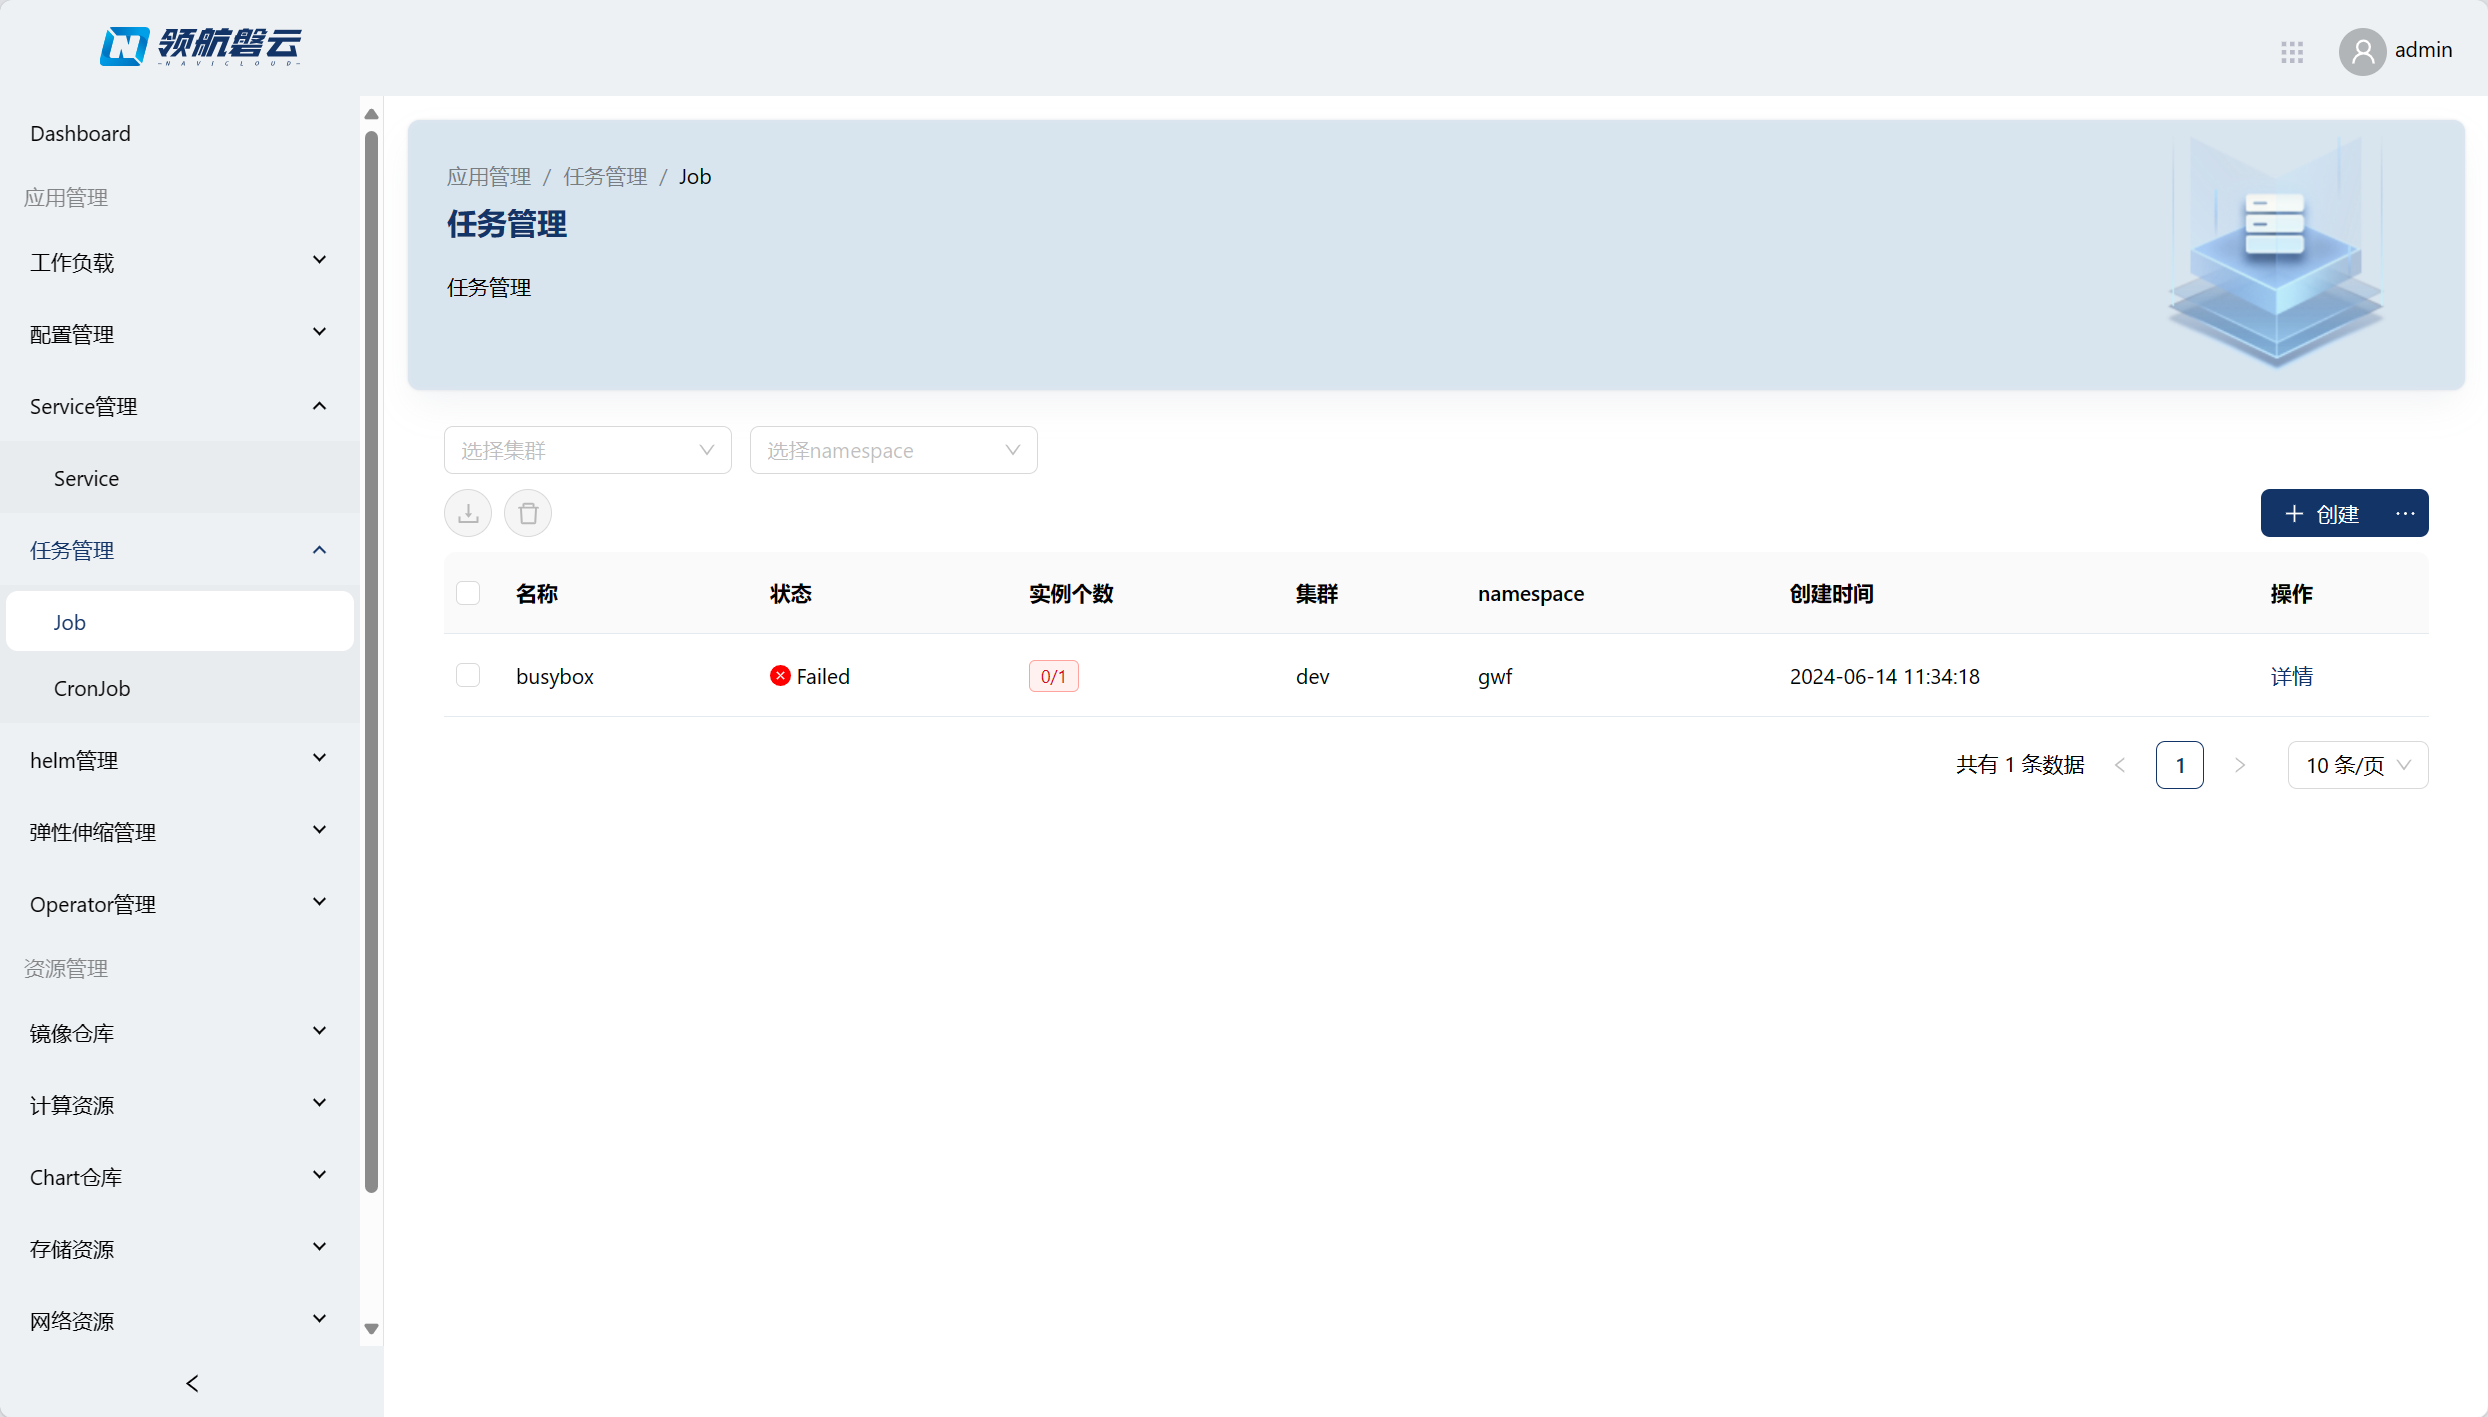 领航磐云
NAVICLOUD
admin
Dashboard
应用管理
工作负载
配置管理
Service管理
Service
任务管理
Job
CronJob
helm管理
弹性伸缩管理
Operator管理
资源管理
镜像仓库
计算资源
Chart仓库
存储资源
网络资源
应用管理 / 任务管理 / Job
任务管理
任务管理
选择集群 选择namespace
创建 ···
名称 状态 实例个数 集群 namespace 创建时间 操作
busybox Failed 0/1 dev gwf 2024-06-14 11:34:18 详情
共有 1 条数据 < 1 > 10 条/页